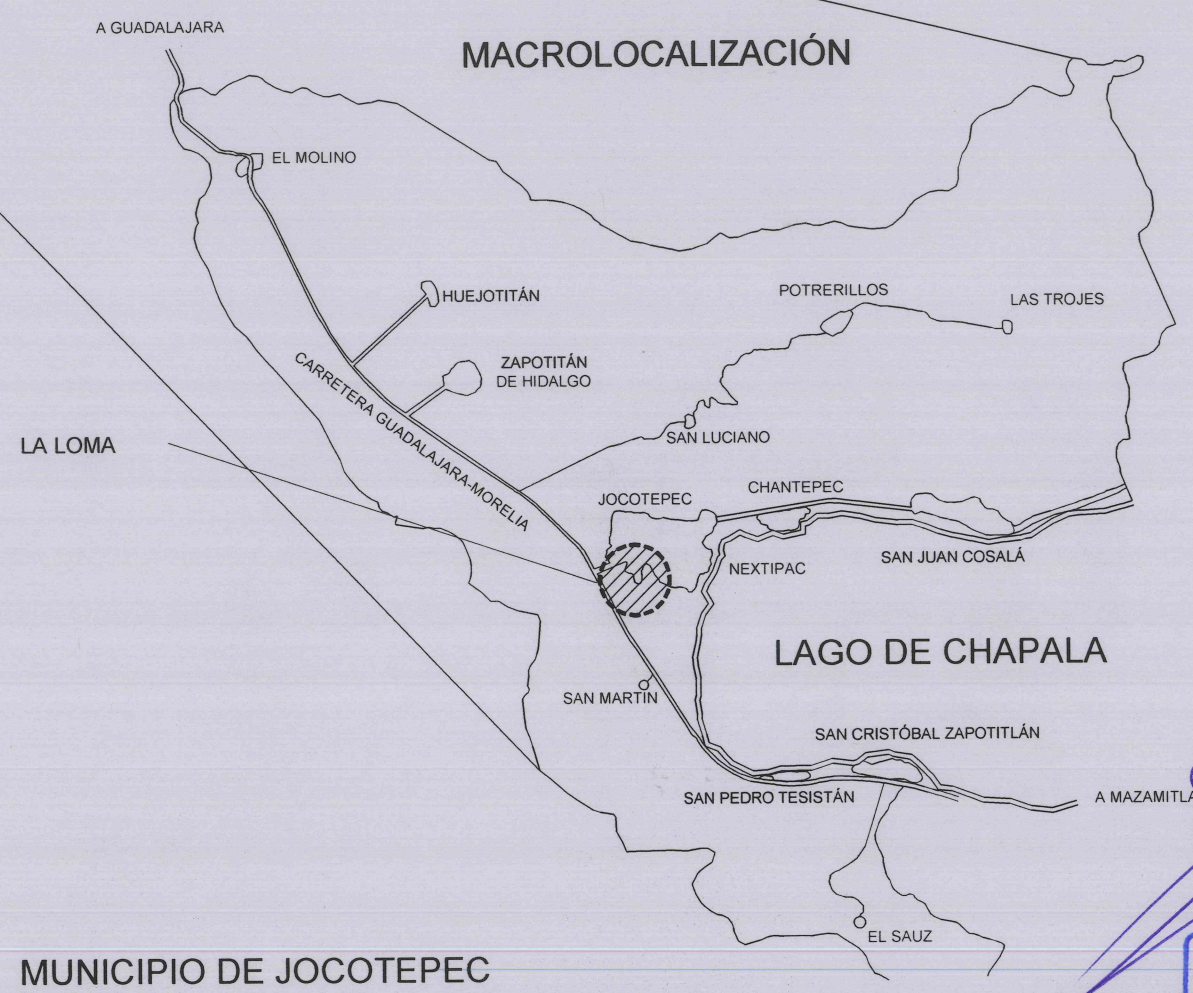 A GUADALAJARA
MACROLOCALIZACIÓN
EL MOLINO
HUEJOTITÁN
POTRERILLOS
LAS TROJES
ZAPOTITÁN
DE HIDALGO
CARRETERA GUADALAJARA-MORELIA
LA LOMA
SAN LUCIANO
JOCOTEPEC
CHANTEPEC
SAN JUAN COSALÁ
NEXTIPAC
LAGO DE CHAPALA
SAN MARTÍN
SAN CRISTÓBAL ZAPOTITLÁN
SAN PEDRO TESISTÁN
A MAZAMITLA
EL SAUZ
MUNICIPIO DE JOCOTEPEC